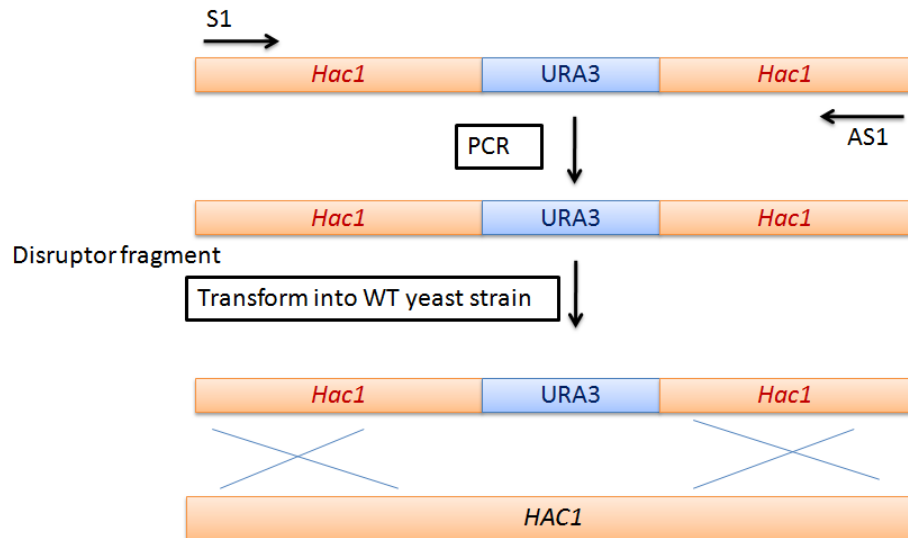 S1
Hac1 URA3 Hac1
AS1
PCR
Hac1 URA3 Hac1
Disruptor fragment
Transform into WT yeast strain
Hac1 URA3 Hac1
HAC1